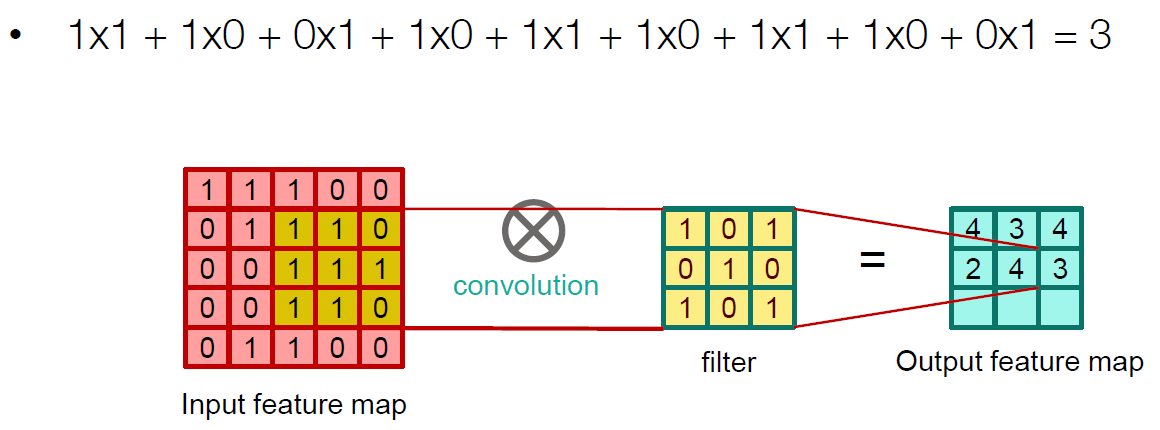 • 1x1 + 1x0 + 0x1 + 1x0 + 1x1 + 1x0 + 1x1 + 1x0 + 0x1 = 3
1 1 1 0 0
0 1 1 1 0
0 0 1 1 1
0 0 1 1 0
0 1 1 0 0
Input feature map
convolution
1 0 1
0 1 0
1 0 1
filter
=
4 3 4
2 4 3
Output feature map